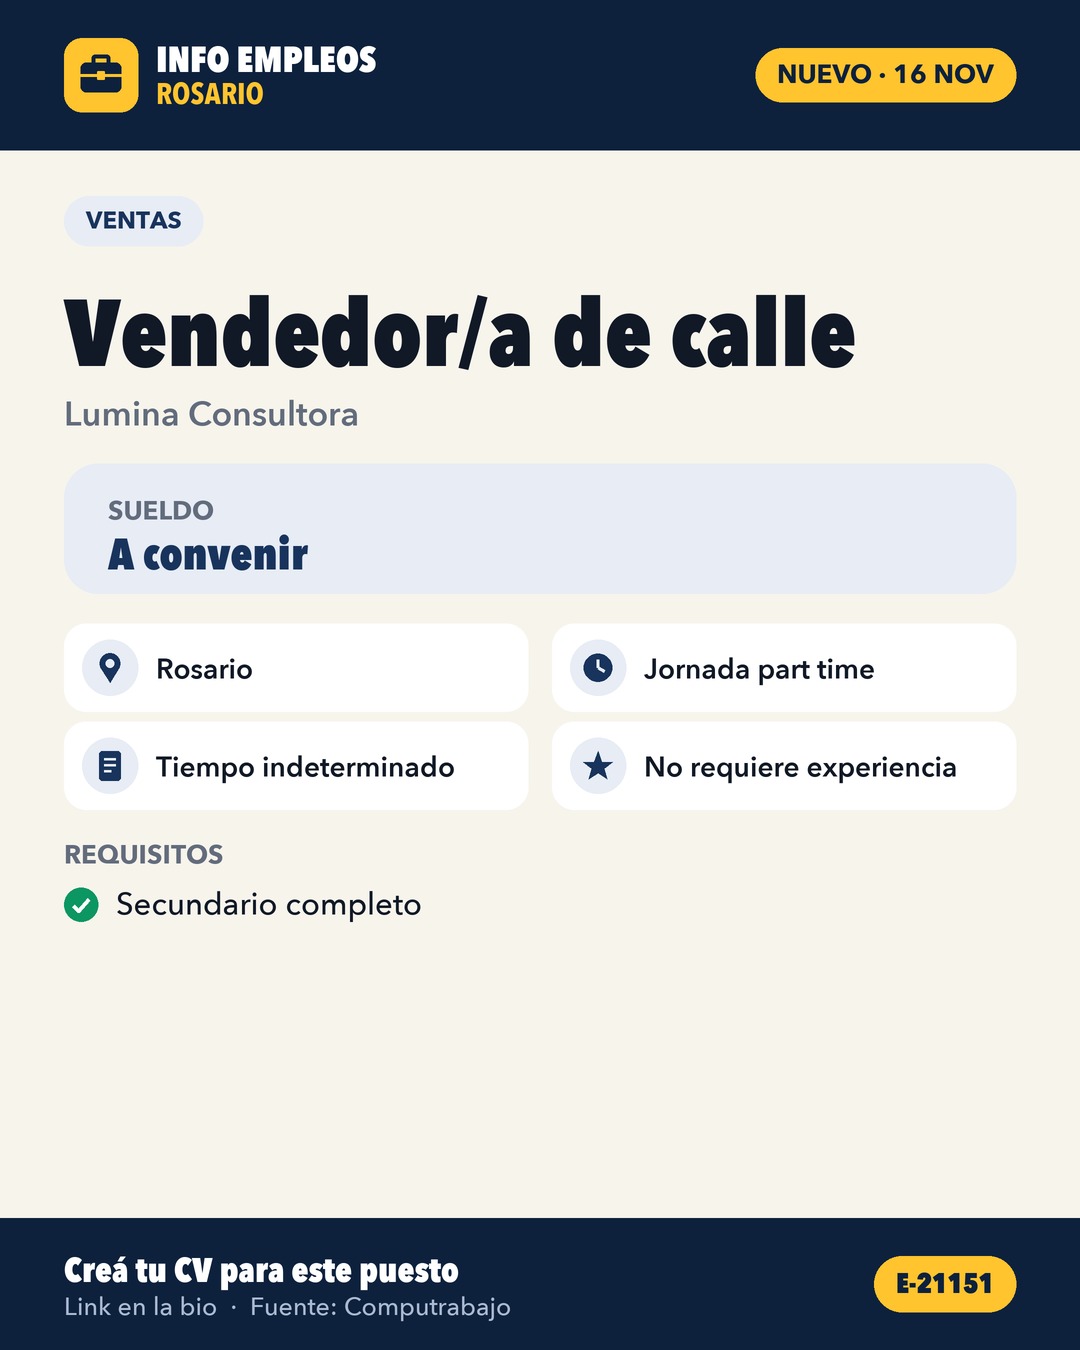 INFO EMPLEOS
ROSARIO
NUEVO · 16 NOV
VENTAS
Vendedor/a de calle
Lumina Consultora
SUELDO
A convenir
Rosario
Jornada part time
Tiempo indeterminado
No requiere experiencia
REQUISITOS
Secundario completo
Creá tu CV para este puesto
Link en la bio · Fuente: Computrabajo
E-21151